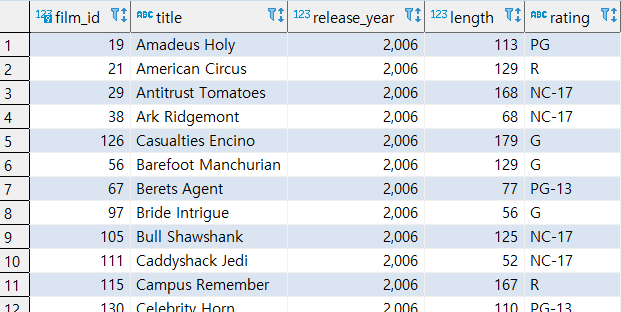 123 film_id ABC title 123 release_year 123 length ABC rating
1 19 Amadeus Holy 2,006 113 PG
2 21 American Circus 2,006 129 R
3 29 Antitrust Tomatoes 2,006 168 NC-17
4 38 Ark Ridgemont 2,006 68 NC-17
5 126 Casualties Encino 2,006 179 G
6 56 Barefoot Manchurian 2,006 129 G
7 67 Berets Agent 2,006 77 PG-13
8 97 Bride Intrigue 2,006 56 G
9 105 Bull Shawshank 2,006 125 NC-17
10 111 Caddyshack Jedi 2,006 52 NC-17
11 115 Campus Remember 2,006 167 R
12 130 Celebrity Horn 2,006 110 PG-13